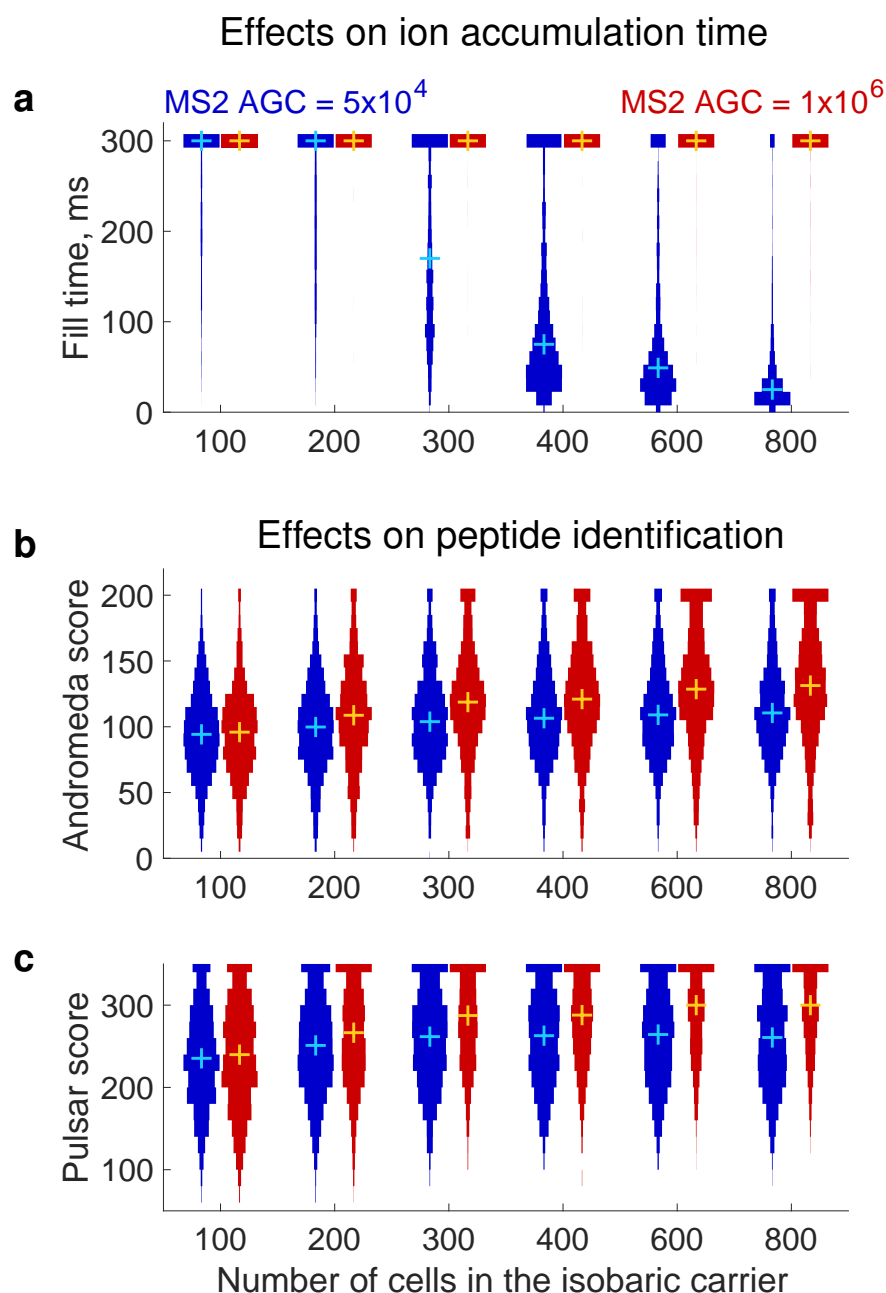 Effects on ion accumulation time
a
MS2 AGC = 5x10^4
MS2 AGC = 1x10^6
Fill time, ms
300
200
100
0
100 200 300 400 600 800
b
Effects on peptide identification
Andromeda score
200
150
100
50
0
100 200 300 400 600 800
c
Pulsar score
300
200
100
100 200 300 400 600 800
Number of cells in the isobaric carrier